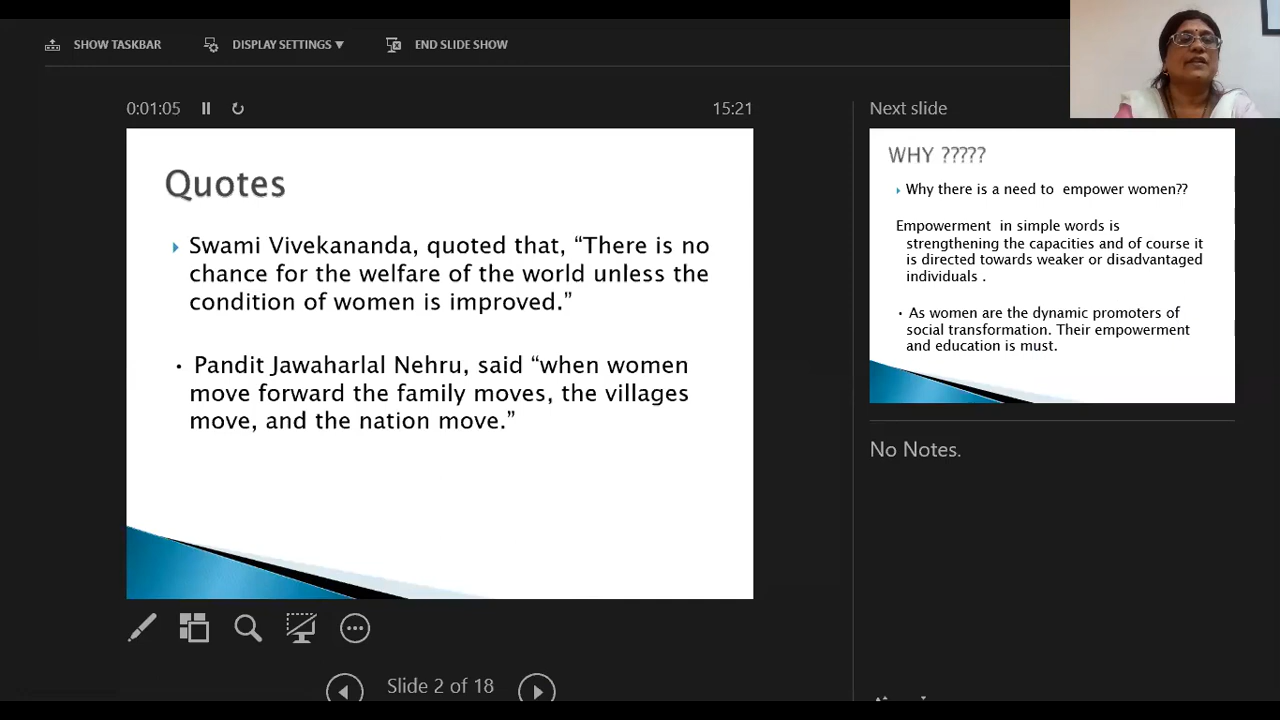 SHOW TASKBAR
DISPLAY SETTINGS ▼
END SLIDE SHOW
0:01:05
15:21
Quotes
Swami Vivekananda, quoted that, “There is no
chance for the welfare of the world unless the
condition of women is improved.”
• Pandit Jawaharlal Nehru, said “when women
move forward the family moves, the villages
move, and the nation move.”
Slide 2 of 18
Next slide
WHY ?????
Why there is a need to empower women??
Empowerment in simple words is
strengthening the capacities and of course it
is directed towards weaker or disadvantaged
individuals .
• As women are the dynamic promoters of
social transformation. Their empowerment
and education is must.
No Notes.